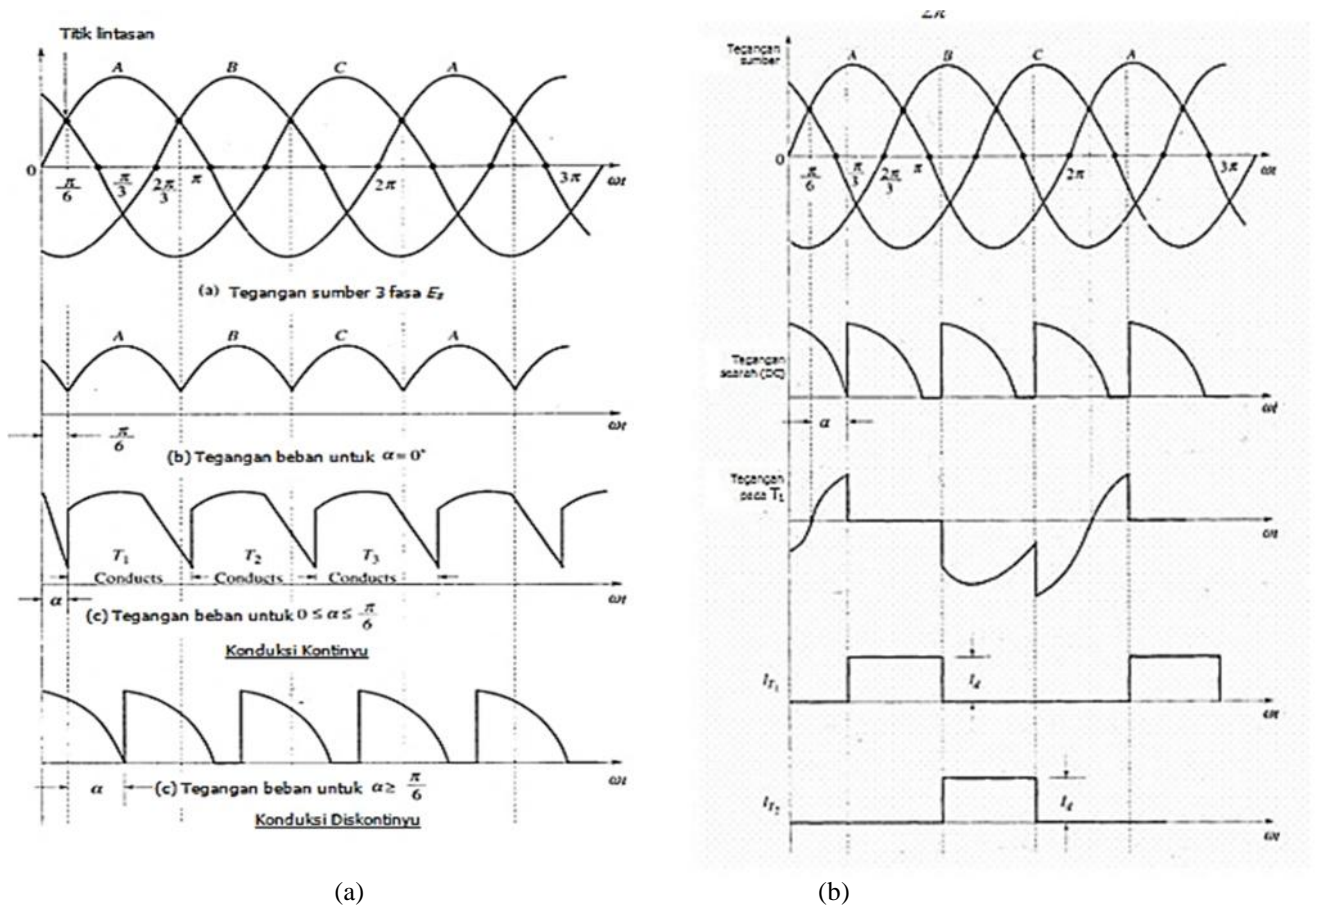 Titik lintasan
A B C A
0 π/6 π/3 2π/3 π 2π 3π ωt
(a) Tegangan sumber 3 fasa
A B C A
π/6 ωt
(b) Tegangan beban untuk α = 0°
T1 T2 T3
Conducts Conducts Conducts
α ωt
(c) Tegangan beban untuk 0 ≤ α ≤ π/6
Konduksi Kontinyu
α ωt
(c) Tegangan beban untuk α ≥ π/6
Konduksi Diskontinyu
(a)
2π
Tegangan
sumber
A B C A
0 π/6 π/3 2π/3 π 2π 3π ωt
Tegangan
searah (DC)
α ωt
Tegangan
pada T1
ωt
IT1 Id ωt
IT2 Id ωt
(b)